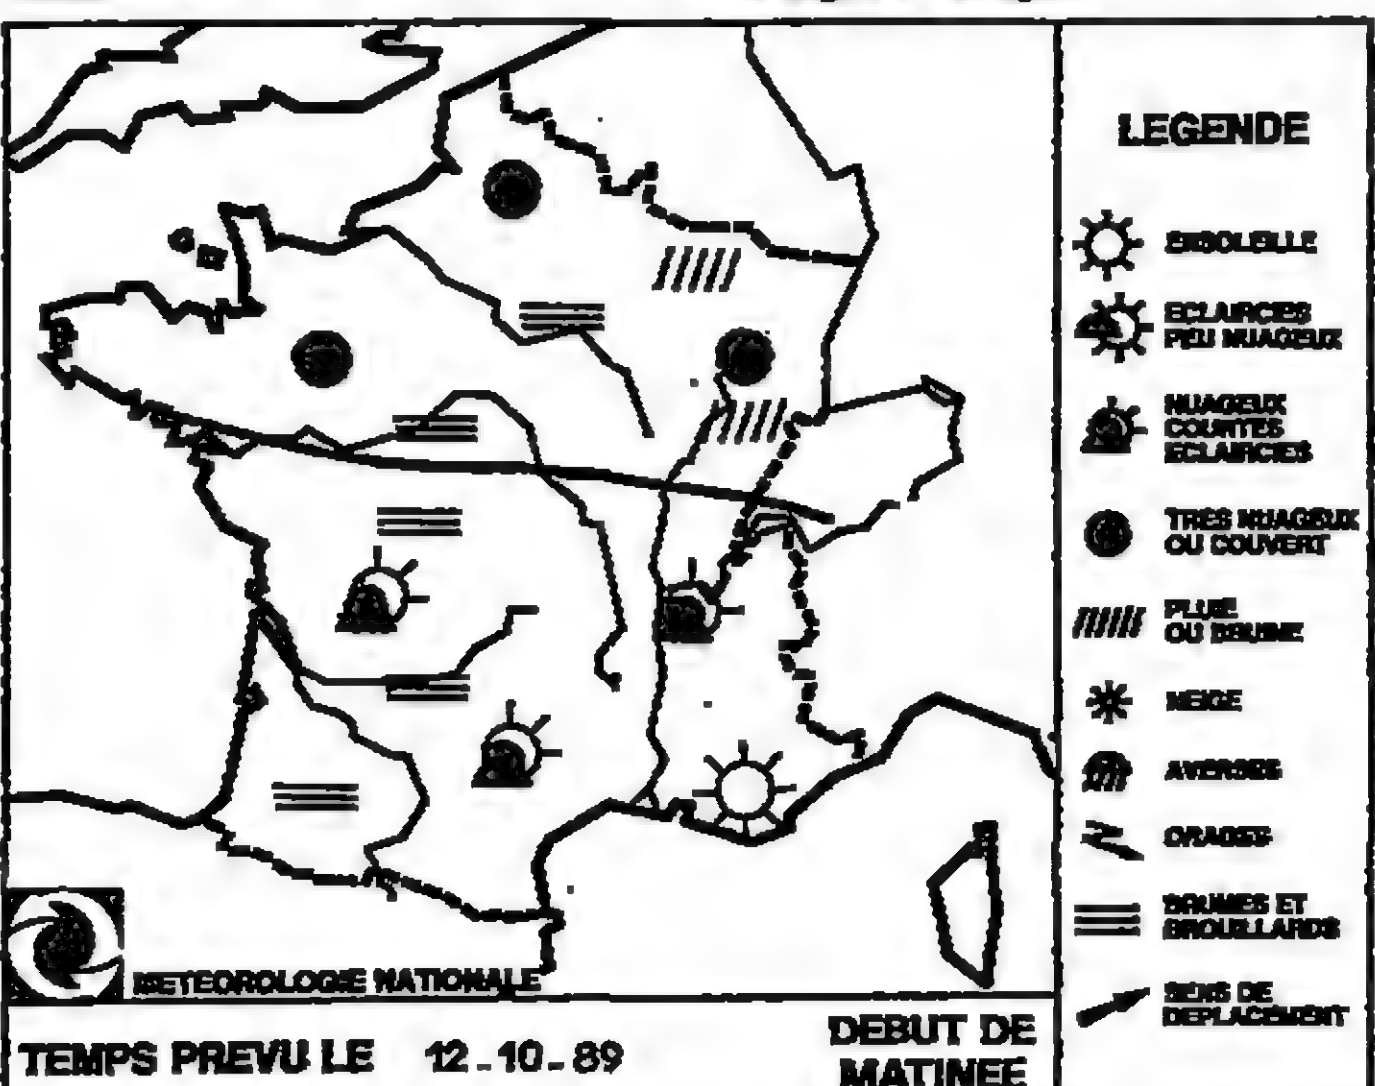 LEGENDE
ENSOLEILLE
ECLAIRCIES
PEU NUAGEUX
NUAGEUX
COURTES
ECLAIRCIES
TRES NUAGEUX
OU COUVERT
PLUIE
OU BRUINE
NEIGE
AVERSES
ORAGES
BRUMES ET
BROUILLARDS
SENS DE
DEPLACEMENT
METEOROLOGIE NATIONALE
TEMPS PREVU LE 12-10-89
DEBUT DE
MATINEE